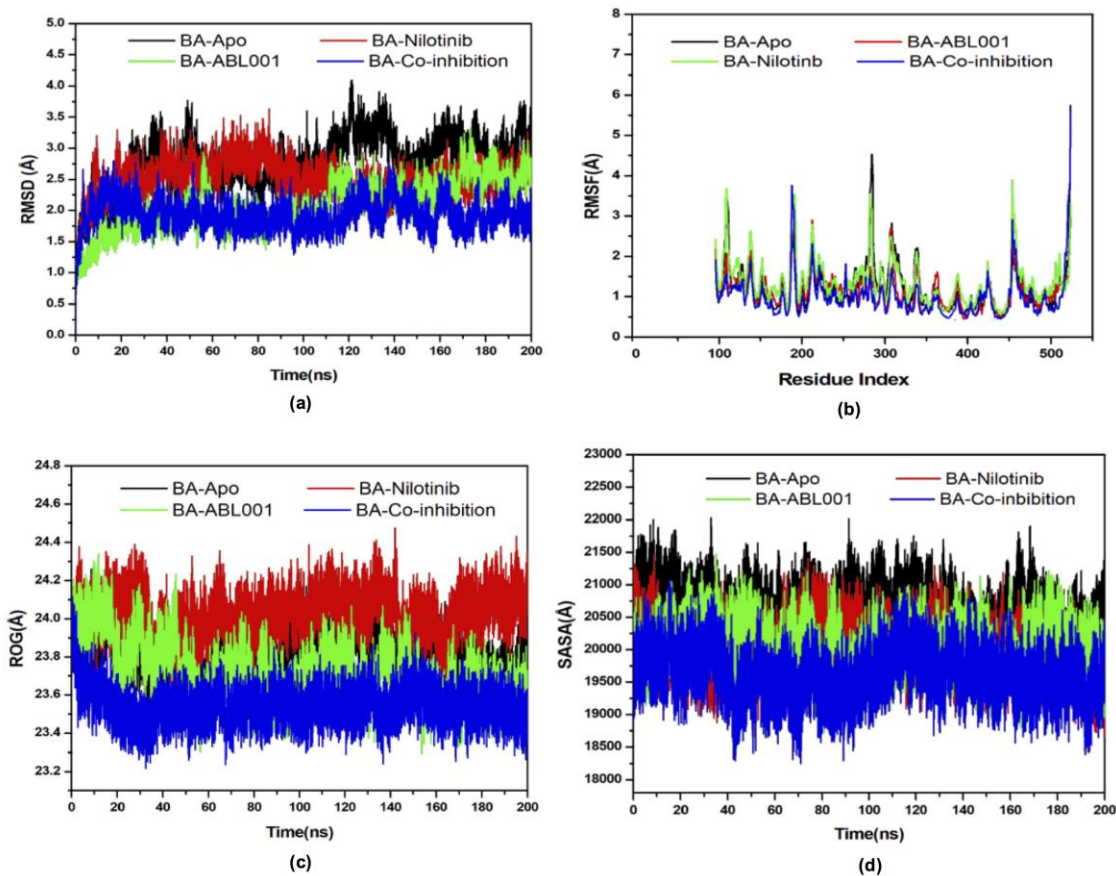 BA-Apo BA-Nilotinib
BA-ABL001 BA-Co-inhibition
RMSD (Å)
5.0
4.5
4.0
3.5
3.0
2.5
2.0
1.5
1.0
0.5
0.0
0 20 40 60 80 100 120 140 160 180 200
Time(ns)
(a)
BA-Apo BA-ABL001
BA-Nilotinb BA-Co-inhibition
RMSF(Å)
8
7
6
5
4
3
2
1
0
0 100 200 300 400 500
Residue Index
(b)
BA-Apo BA-Nilotinib
BA-ABL001 BA-Co-inhibition
ROG(Å)
24.8
24.6
24.4
24.2
24.0
23.8
23.6
23.4
23.2
0 20 40 60 80 100 120 140 160 180 200
Time(ns)
(c)
BA-Apo BA-Nilotinib
BA-ABL001 BA-Co-inbibition
SASA(Å)
23000
22000
21500
21000
20500
20000
19500
19000
18500
18000
0 20 40 60 80 100 120 140 160 180 200
Time(ns)
(d)